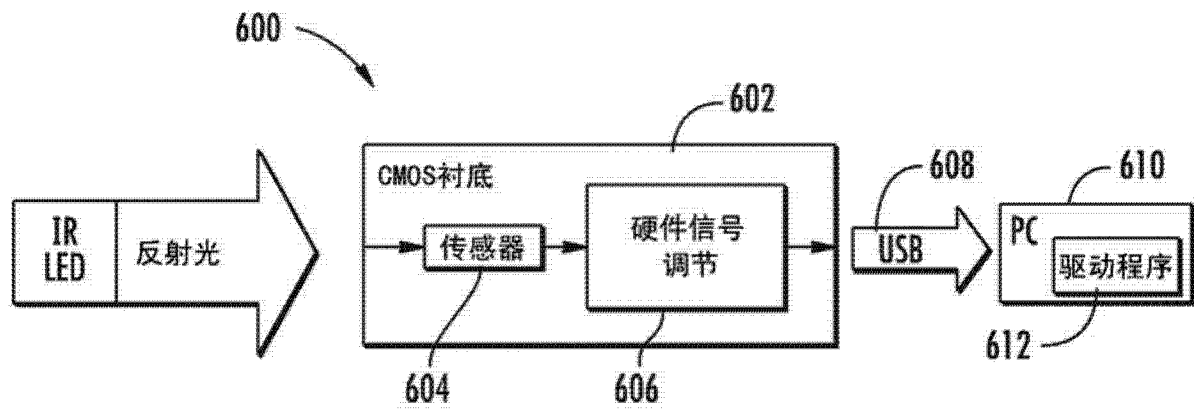 600
602
CMOS衬底
608
610
IR
LED
反射光
传感器
硬件信号
调节
USB
PC
驱动程序
604
606
612